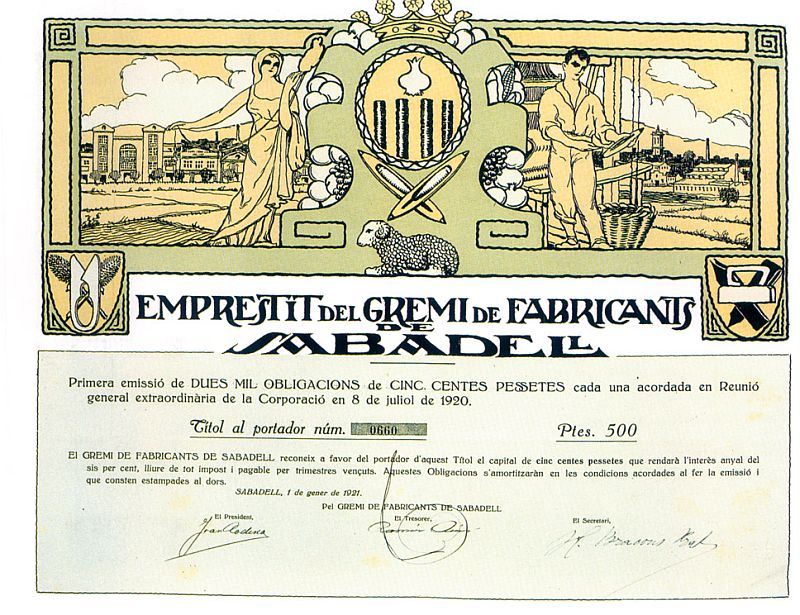 EMPRESTIT DEL GREMI DE FABRICANTS
DE
SABADELL
Primera emissió de DUES MIL OBLIGACIONS de CINC. CENTES PESSETES cada una acordada en Reunió
general extraordinària de la Corporació en 8 de juliol de 1920.
Títol al portador núm. 0660 Ptes. 500
El GREMI DE FABRICANTS DE SABADELL reconeix a favor del portador d'aquest Títol el capital de cinc centes pessetes que rendarà l'interès anyal del
sis per cent, lliure de tot impost i pagable per trimestres vençuts. Aquestes Obligacions s'amortitzaràn en les condicions acordades al fer la emissió i
que consten estampades al dors.
SABADELL, 1 de gener de 1921.
Pel GREMI DE FABRICANTS DE SABADELL
El President, El Tresorer, El Secretari,
Joan